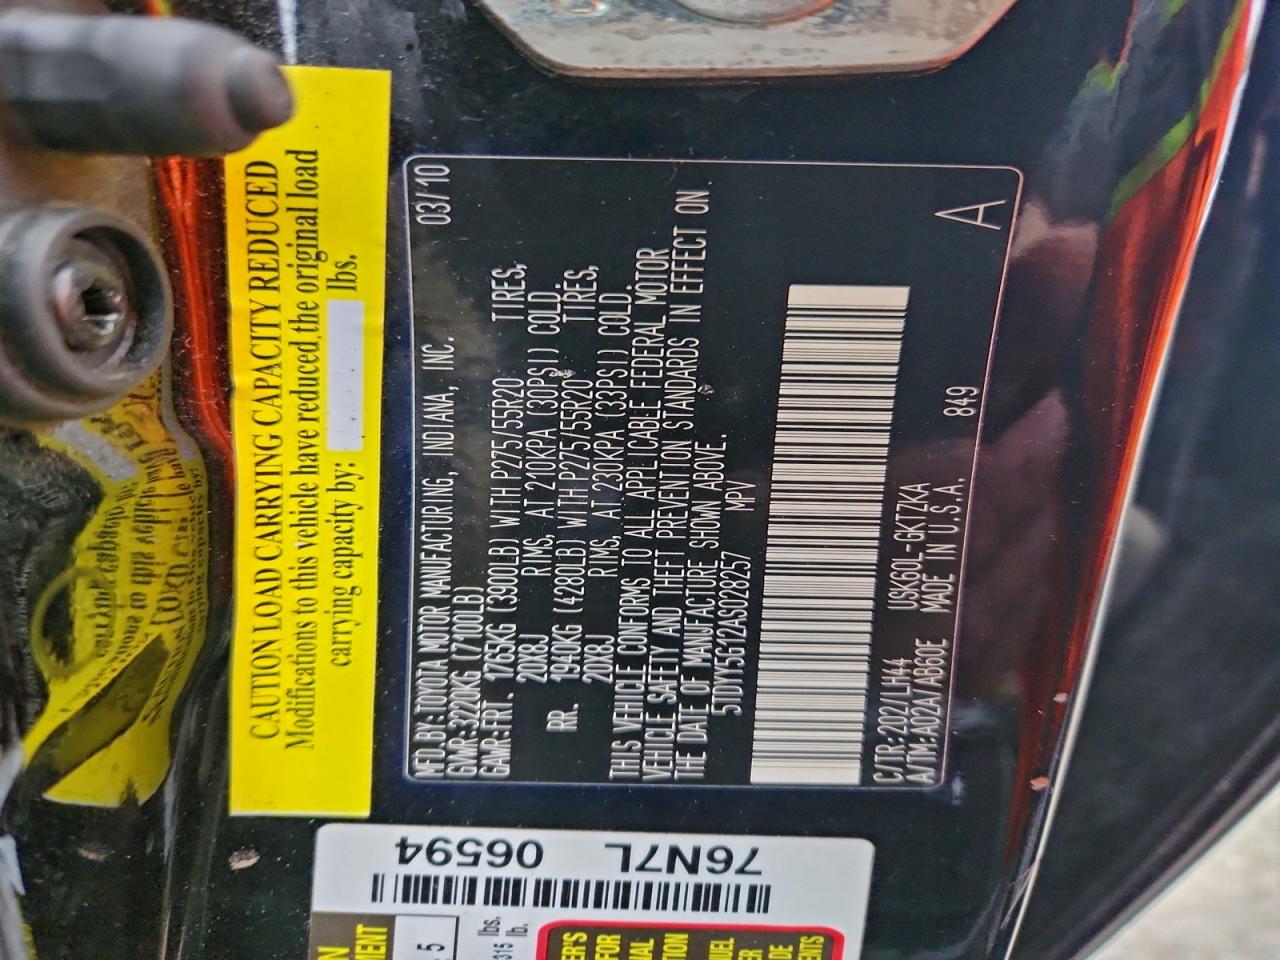 CAUTION LOAD CARRYING CAPACITY REDUCED
Modifications to this vehicle have reduced the original load
carrying capacity by: lbs.
MFD.BY: TOYOTA MOTOR MANUFACTURING, INDIANA, INC. 03/10
GVWR:3220KG (7100LB)
GAWR:FRT. 1765KG (3900LB) WITH P275/55R20 TIRES,
20X8J RIMS, AT 210KPA (30PSI) COLD.
RR. 1940KG (4280LB) WITH P275/55R20 TIRES,
20X8J RIMS, AT 230KPA (33PSI) COLD.
THIS VEHICLE CONFORMS TO ALL APPLICABLE FEDERAL MOTOR
VEHICLE SAFETY AND THEFT PREVENTION STANDARDS IN EFFECT ON
THE DATE OF MANUFACTURE SHOWN ABOVE.
5TDYY5G12AS028257 MPV
C/TR:202/LH44 USK60L-GKTZKA
A/TM:A02A/AB60E MADE IN U.S.A. 849
A
76N7L 06594